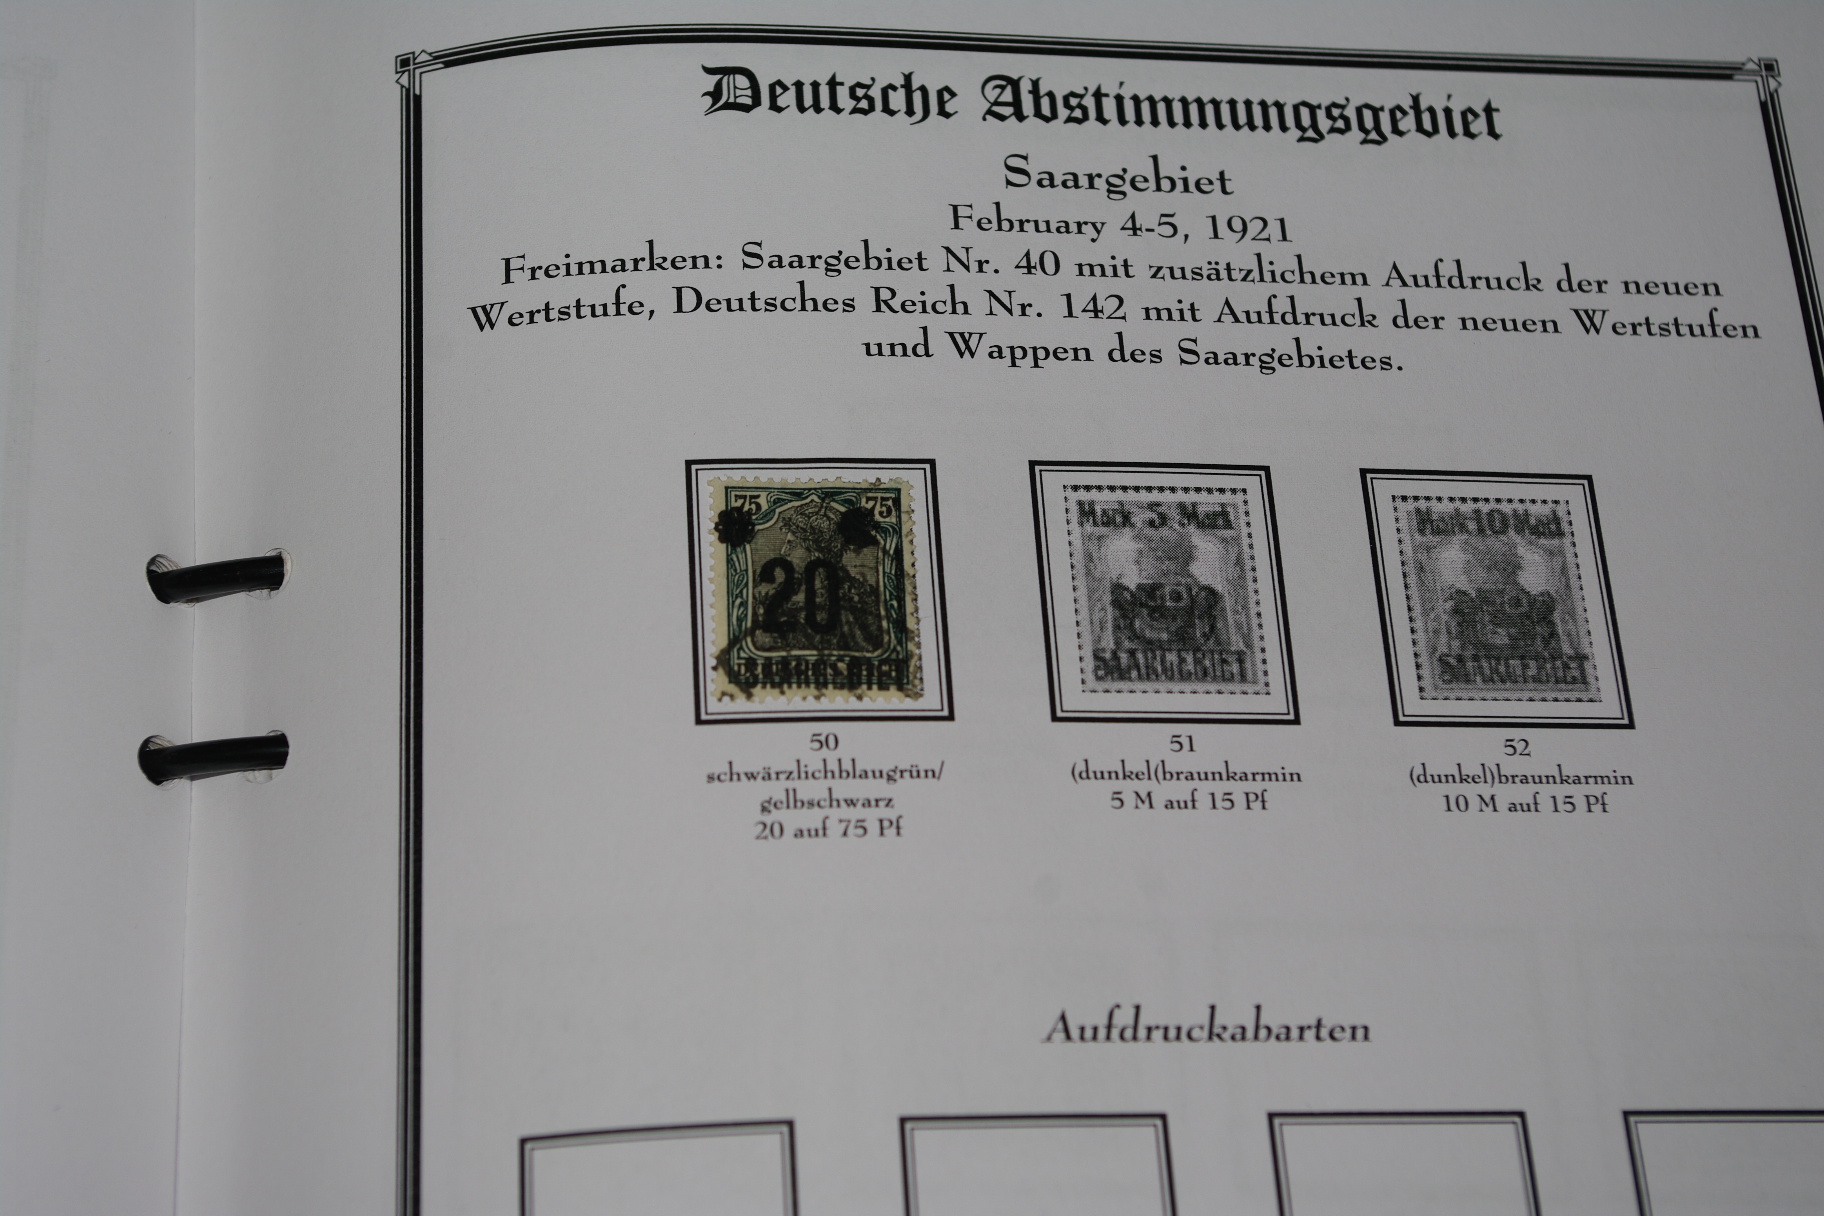 Deutsche Abstimmungsgebiet
Saargebiet
February 4-5, 1921
Freimarken: Saargebiet Nr. 40 mit zusätzlichem Aufdruck der neuen
Wertstufe, Deutsches Reich Nr. 142 mit Aufdruck der neuen Wertstufen
und Wappen des Saargebietes.
75 75
20
SAARGEBIET
Mark 5 Mark
SAARGEBIET
Mark 10 Mark
SAARGEBIET
50
schwärzlichblaugrün/
gelbschwarz
20 auf 75 Pf
51
(dunkel(braunkarmin
5 M auf 15 Pf
52
(dunkel)braunkarmin
10 M auf 15 Pf
Aufdruckabarten